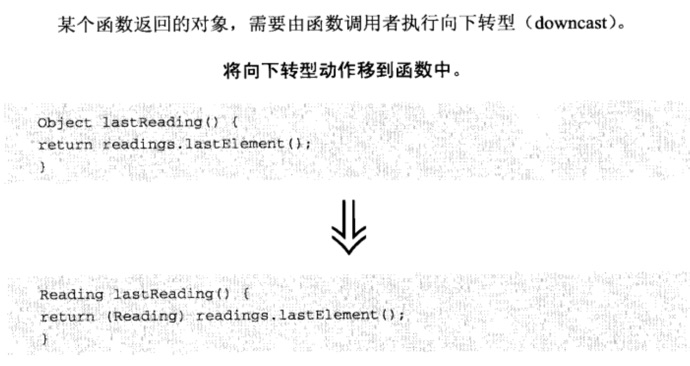 某个函数返回的对象，需要由函数调用者执行向下转型（downcast）。
将向下转型动作移到函数中。
Object lastReading() {
return readings.lastElement();
}
Reading lastReading() {
return (Reading) readings.lastElement();
}